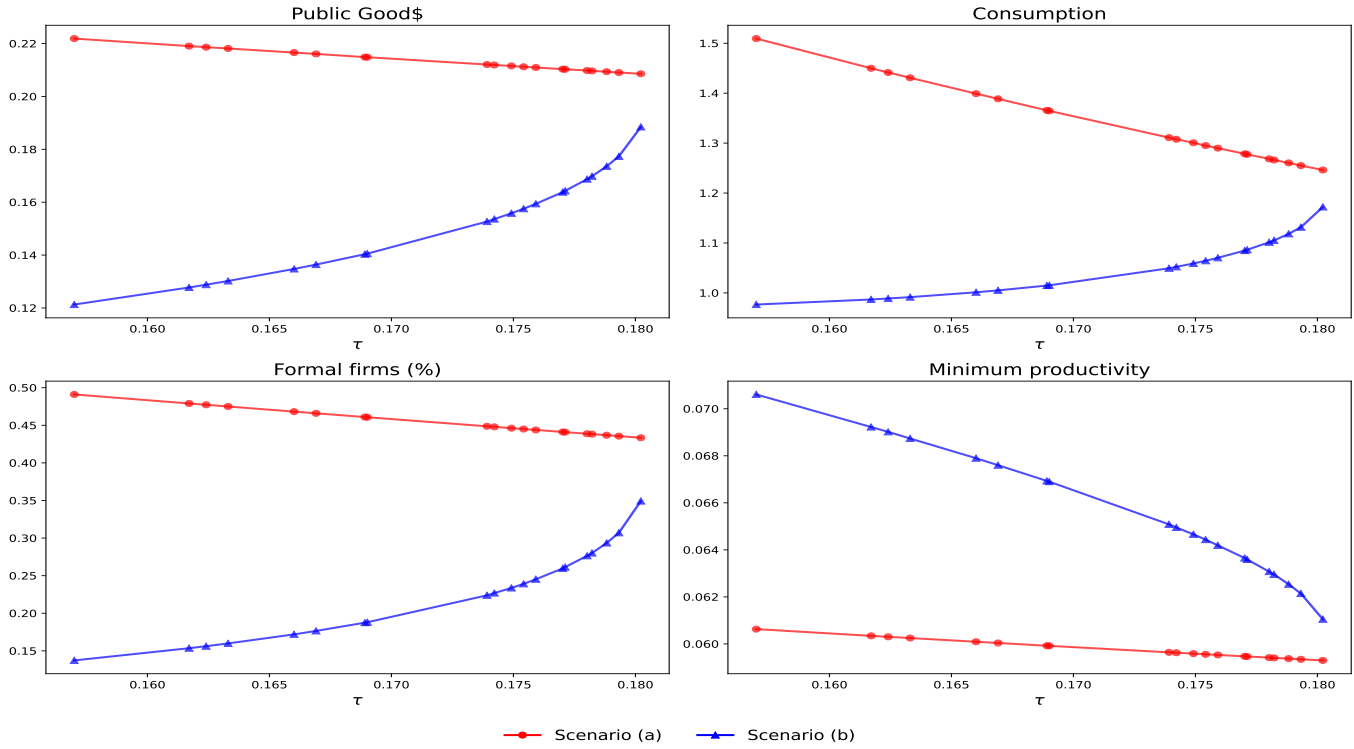 Public Good$
0.22
0.20
0.18
0.16
0.14
0.12
0.160 0.165 0.170 0.175 0.180
τ
Consumption
1.5
1.4
1.3
1.2
1.1
1.0
0.160 0.165 0.170 0.175 0.180
τ
Formal firms (%)
0.50
0.45
0.40
0.35
0.30
0.25
0.20
0.15
0.160 0.165 0.170 0.175 0.180
τ
Minimum productivity
0.070
0.068
0.066
0.064
0.062
0.060
0.160 0.165 0.170 0.175 0.180
τ
Scenario (a) Scenario (b)